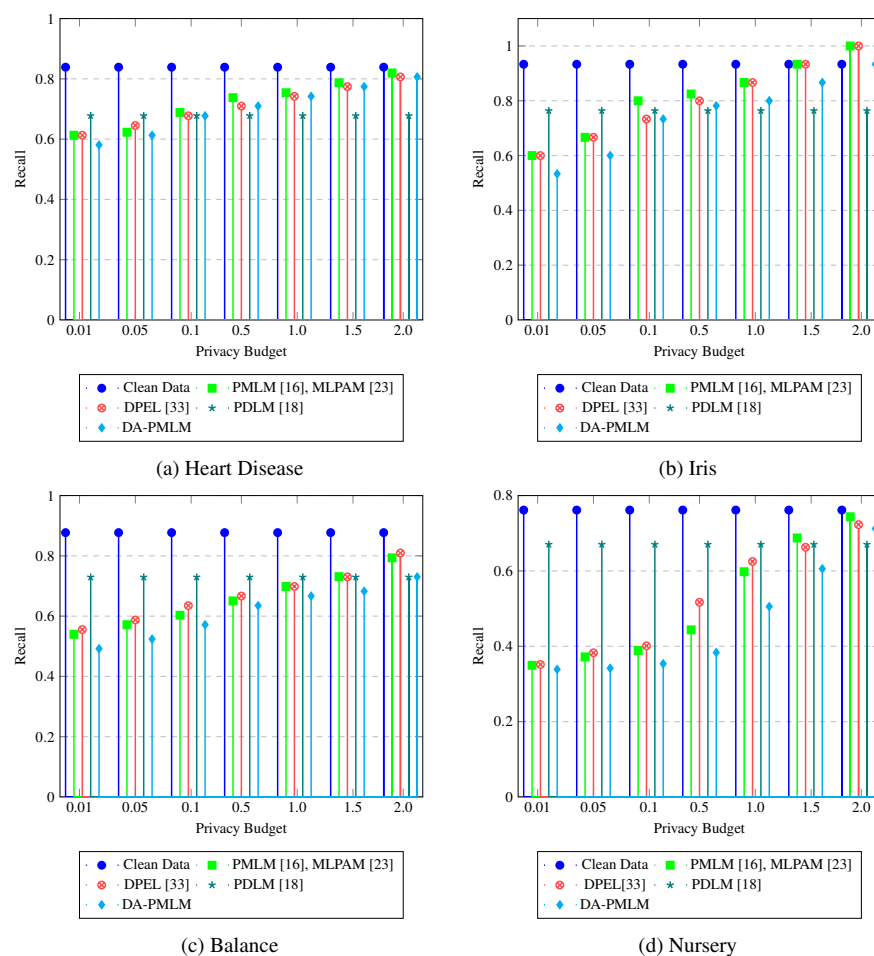 1
0.8
0.6
0.4
0.2
0
Recall
0.01 0.05 0.1 0.5 1.0 1.5 2.0
Privacy Budget
Clean Data PMLM [16], MLPAM [23]
DPEL [33] PDLM [18]
DA-PMLM
(a) Heart Disease
1
0.8
0.6
0.4
0.2
0
Recall
0.01 0.05 0.1 0.5 1.0 1.5 2.0
Privacy Budget
Clean Data PMLM [16], MLPAM [23]
DPEL [33] PDLM [18]
DA-PMLM
(b) Iris
1
0.8
0.6
0.4
0.2
0
Recall
0.01 0.05 0.1 0.5 1.0 1.5 2.0
Privacy Budget
Clean Data PMLM [16], MLPAM [23]
DPEL [33] PDLM [18]
DA-PMLM
(c) Balance
0.8
0.6
0.4
0.2
0
Recall
0.01 0.05 0.1 0.5 1.0 1.5 2.0
Privacy Budget
Clean Data PMLM [16], MLPAM [23]
DPEL[33] PDLM [18]
DA-PMLM
(d) Nursery